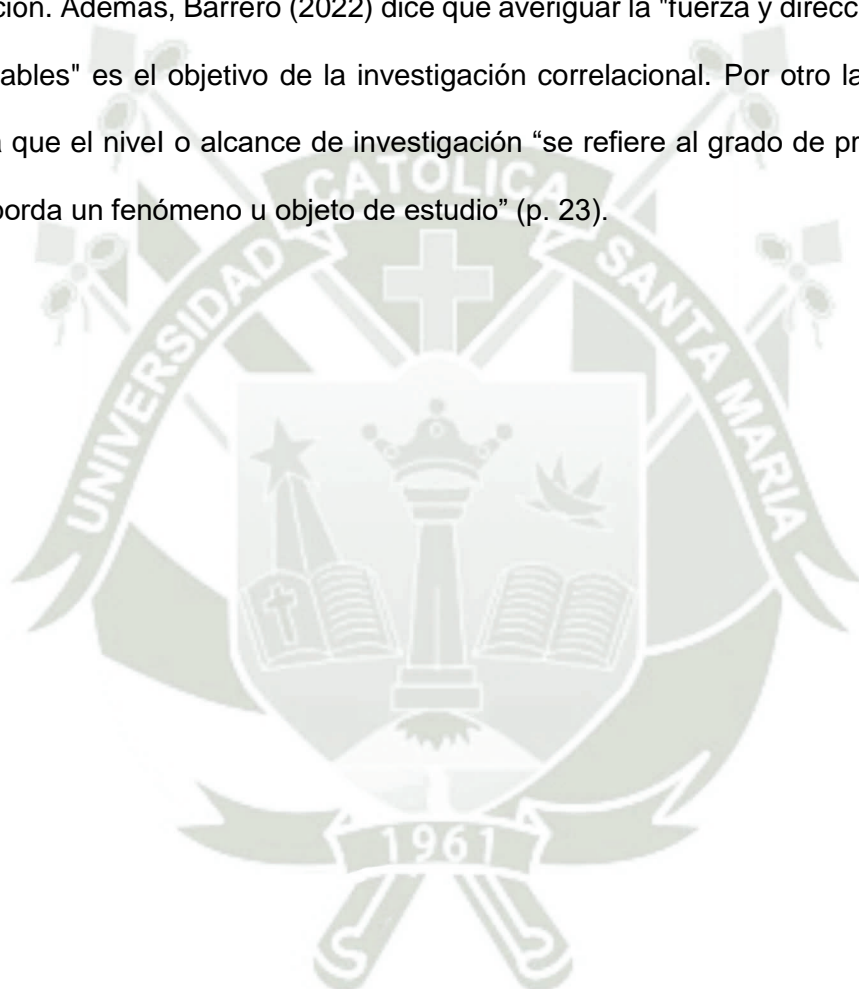 ción. Además, Barrero (2022) dice que averiguar la "fuerza y direcc
ables" es el objetivo de la investigación correlacional. Por otro la
a que el nivel o alcance de investigación “se refiere al grado de pr
borda un fenómeno u objeto de estudio” (p. 23).
UNIVERSIDAD CATÓLICA SANTA MARIA
1961